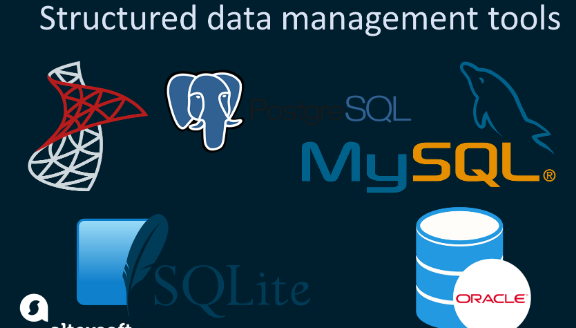 Structured data management tools
PostgreSQL
MySQL®
SQLite
ORACLE
altexsoft